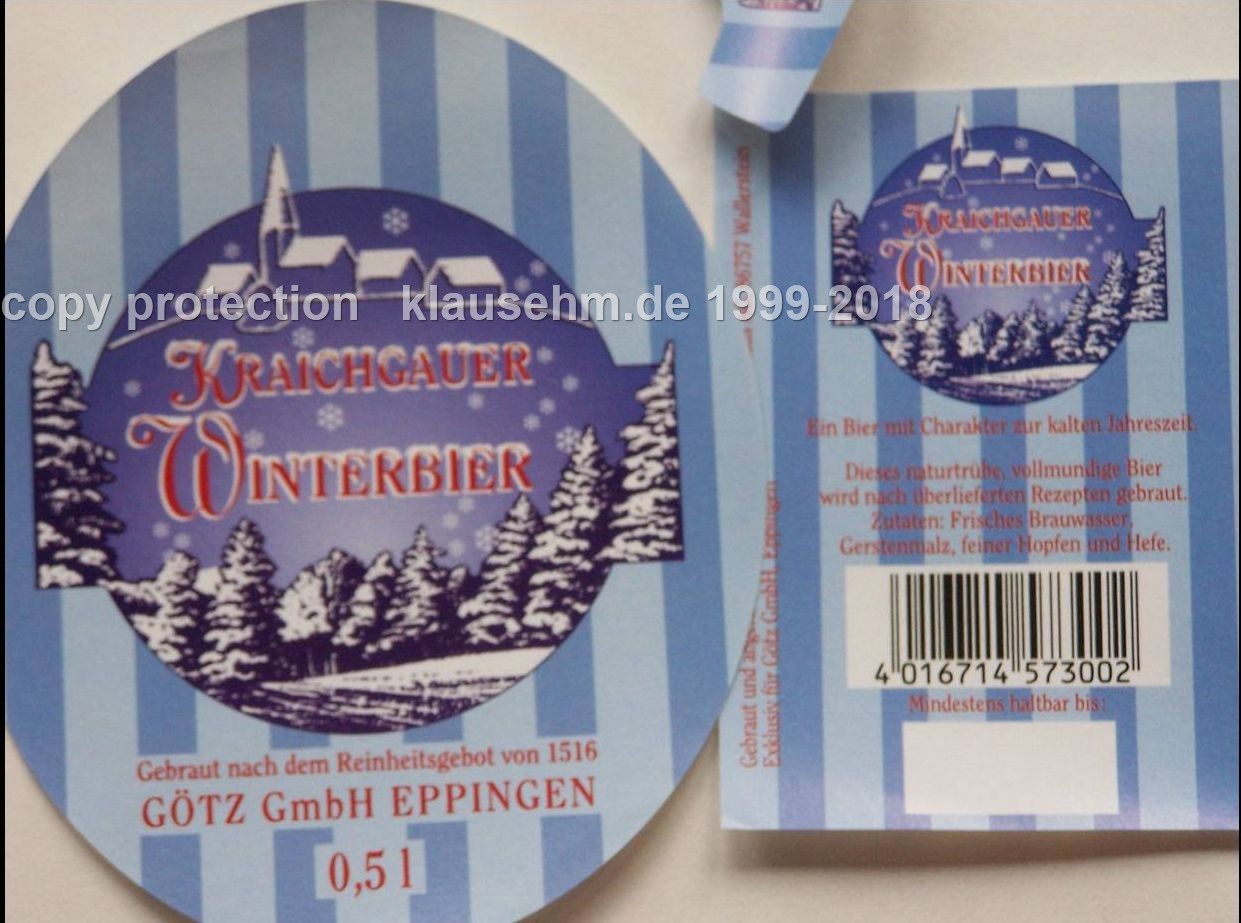 KRAICHGAUER
WINTERBIER
Gebraut nach dem Reinheitsgebot von 1516
GÖTZ GmbH EPPINGEN
0,5 l
copy protection klausehm.de 1999-2018
Gebraut und
86757 Wallerstein
Exklusiv für Götz GmbH, Eppingen
KRAICHGAUER
WINTERBIER
Ein Bier mit Charakter zur kalten Jahreszeit.
Dieses naturtrübe, vollmundige Bier
wird nach überlieferten Rezepten gebraut.
Zutaten: Frisches Brauwasser,
Gerstenmalz, feiner Hopfen und Hefe.
4 016714 573002
Mindestens haltbar bis: